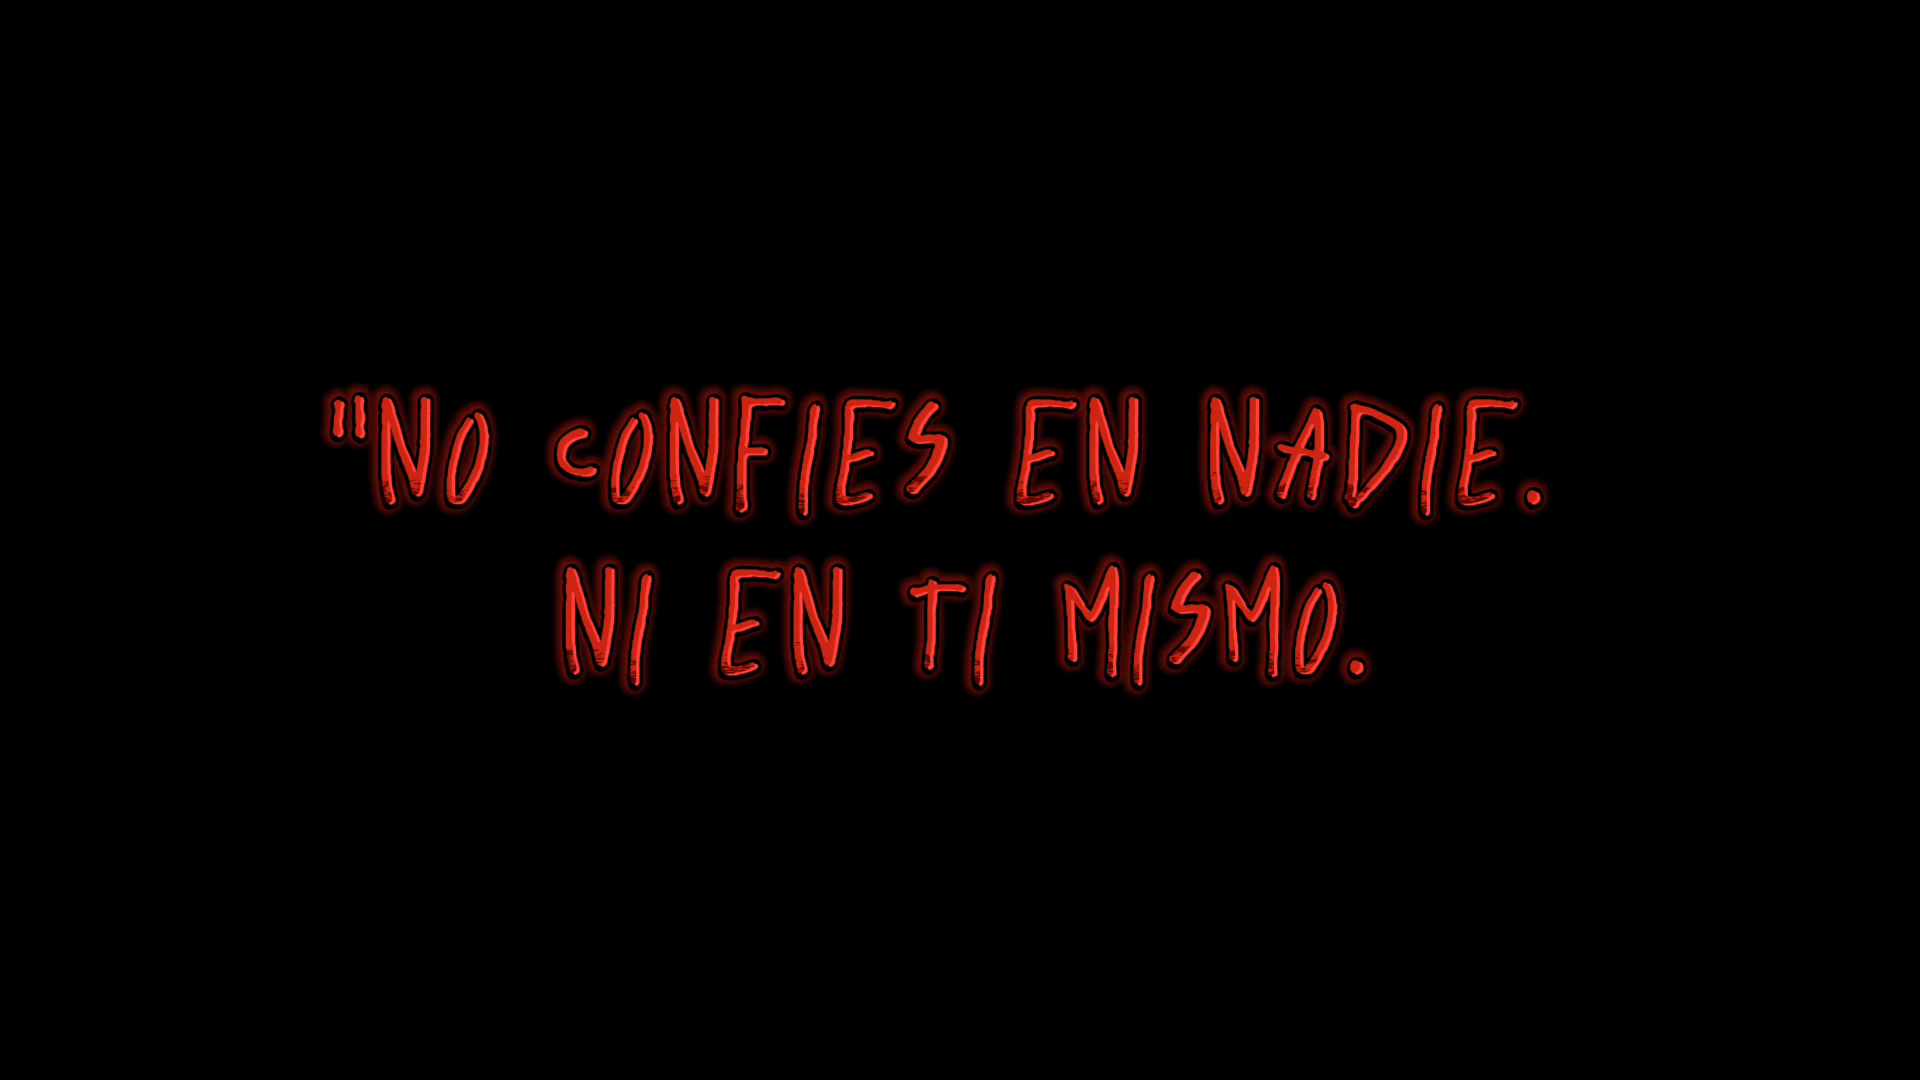 "NO CONFIES EN NADIE.
NI EN TI MISMO.